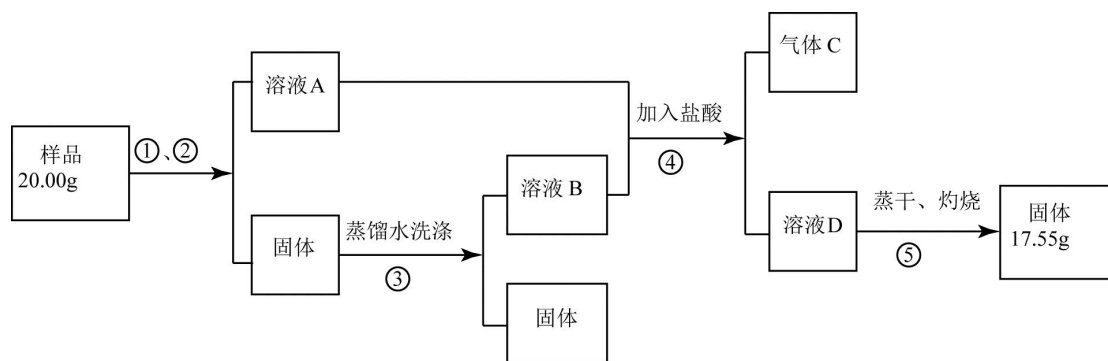 样品
20.00g
①、②
溶液A
固体
蒸馏水洗涤
③
溶液 B
固体
加入盐酸
④
气体 C
溶液D
蒸干、灼烧
⑤
固体
17.55g